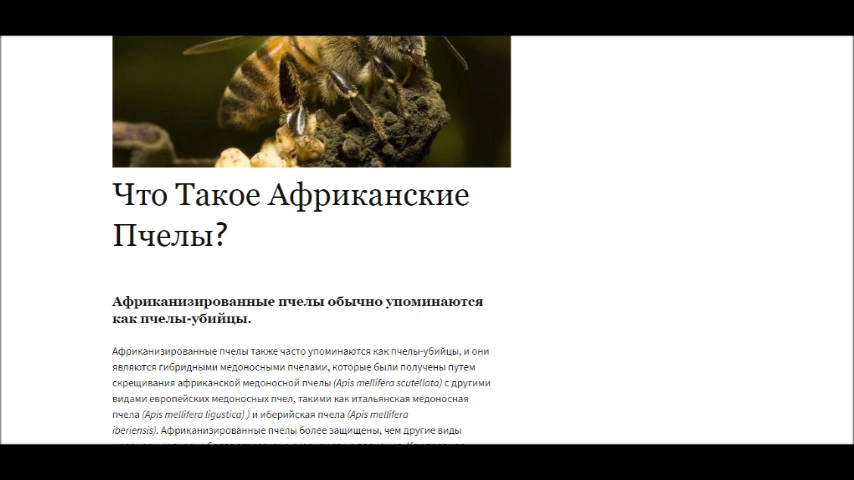 Что Такое Африканские
Пчелы?
Африканизированные пчелы обычно упоминаются
как пчелы-убийцы.
Африканизированные пчелы также часто упоминаются как пчелы-убийцы, и они
являются гибридными медоносными пчелами, которые были получены путем
скрещивания африканской медоносной пчелы (Apis mellifera scutellata) с другими
видами европейских медоносных пчел, такими как итальянская медоносная
пчела (Apis mellifera ligustica) ) и иберийская пчела (Apis mellifera
iberiensis). Африканизированные пчелы более защищены, чем другие виды